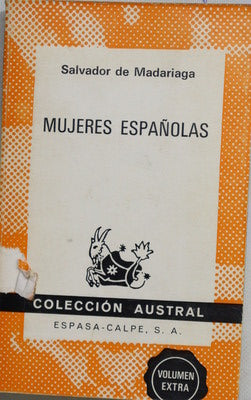 Salvador de Madariaga
MUJERES ESPAÑOLAS
COLECCIÓN AUSTRAL
ESPASA-CALPE, S. A.
VOLUMEN
EXTRA